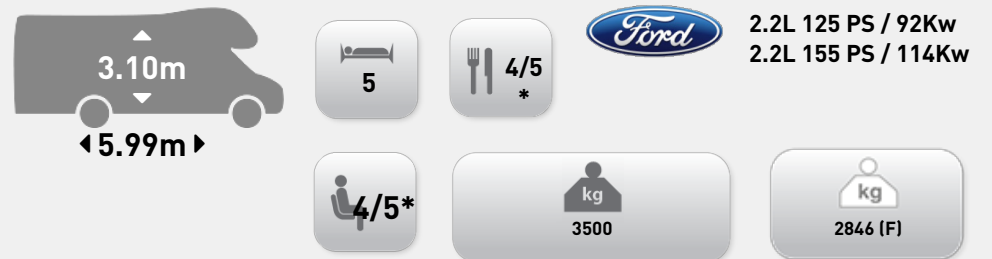 3.10m
5.99m
5
4/5
*
Ford
2.2L 125 PS / 92Kw
2.2L 155 PS / 114Kw
4/5*
kg
3500
kg
2846 (F)